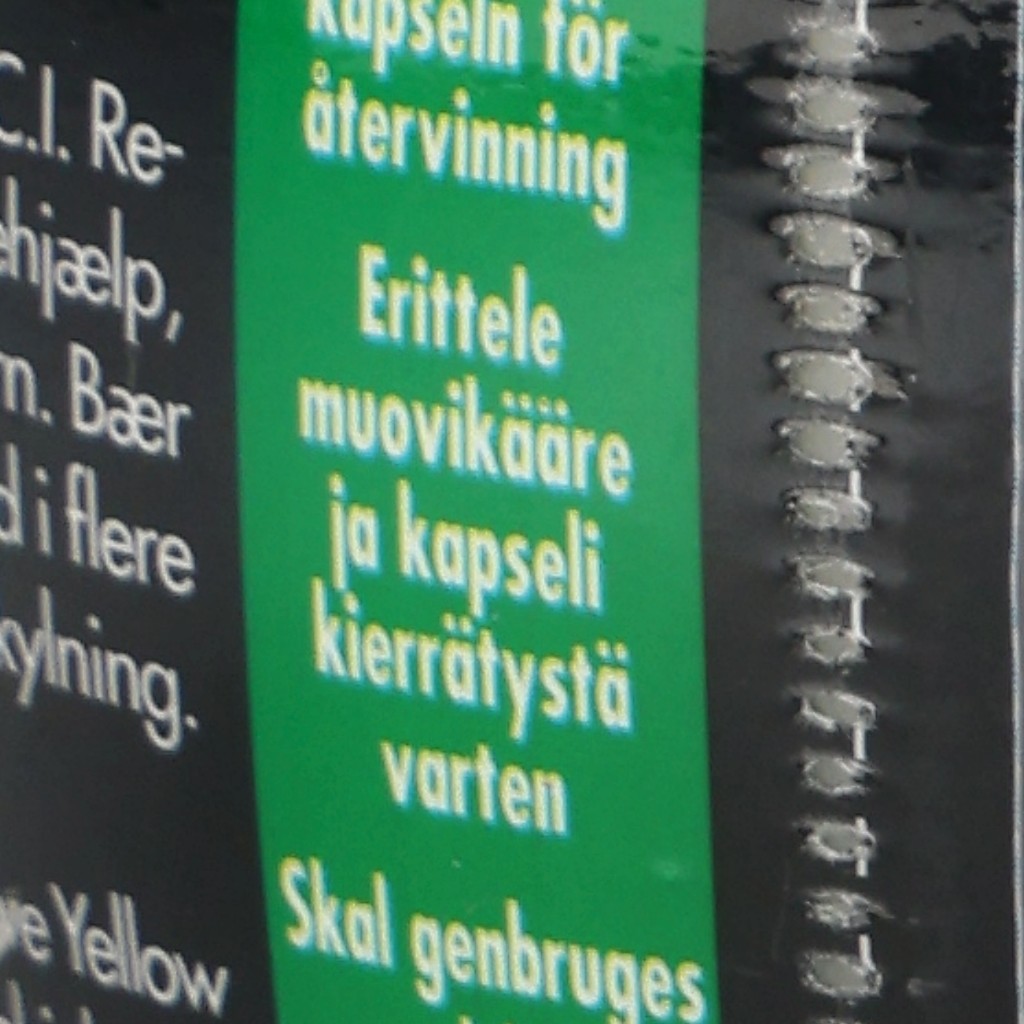 C.I. Re-
hjælp,
m. Bær
d i flere
kylning.
Yellow
kapseln för
återvinning
Erittele
muovikääre
ja kapseli
kierrätystä
varten
Skal genbruges